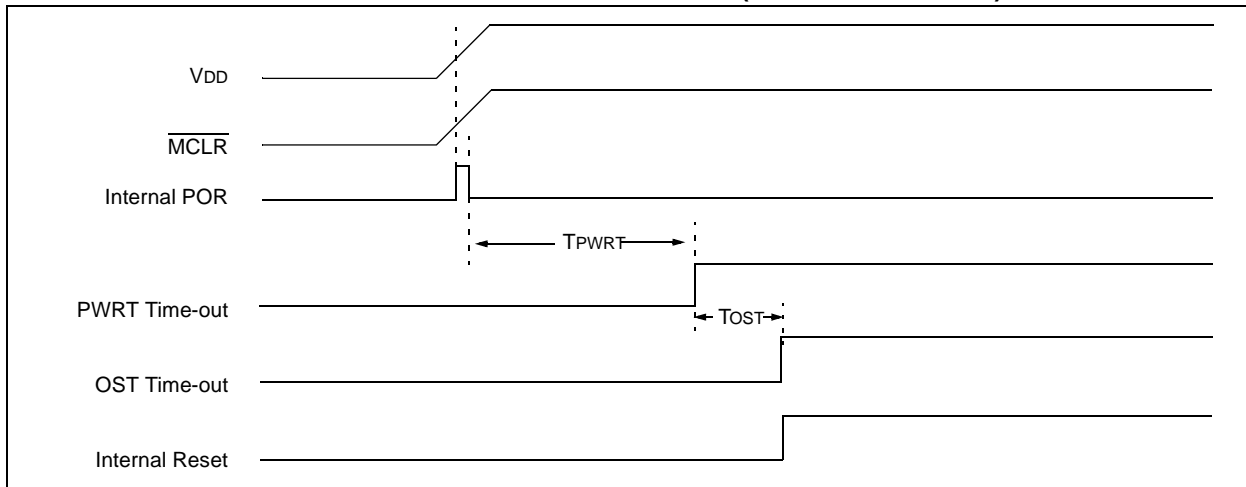 VDD
MCLR
Internal POR
TPWRT
PWRT Time-out
TOST
OST Time-out
Internal Reset